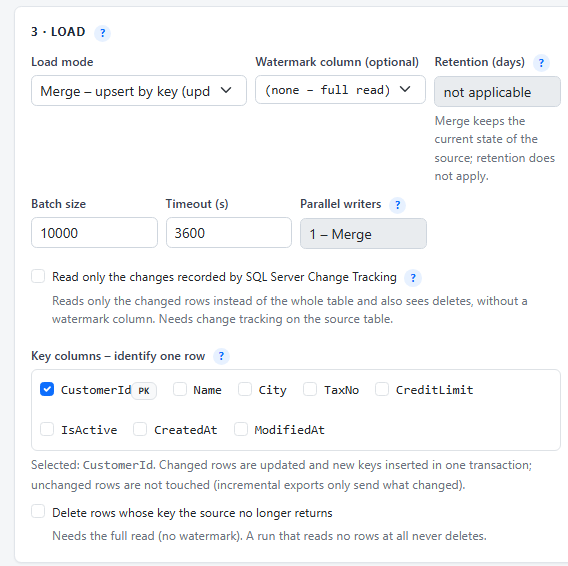 3 · LOAD ?
Load mode Watermark column (optional) Retention (days) ?
Merge – upsert by key (upd (none – full read) not applicable
Merge keeps the
current state of the
source; retention does
not apply.
Batch size Timeout (s) Parallel writers ?
10000 3600 1 – Merge
Read only the changes recorded by SQL Server Change Tracking ?
Reads only the changed rows instead of the whole table and also sees deletes, without a
watermark column. Needs change tracking on the source table.
Key columns – identify one row ?
CustomerId PK Name City TaxNo CreditLimit
IsActive CreatedAt ModifiedAt
Selected: CustomerId. Changed rows are updated and new keys inserted in one transaction;
unchanged rows are not touched (incremental exports only send what changed).
Delete rows whose key the source no longer returns
Needs the full read (no watermark). A run that reads no rows at all never deletes.